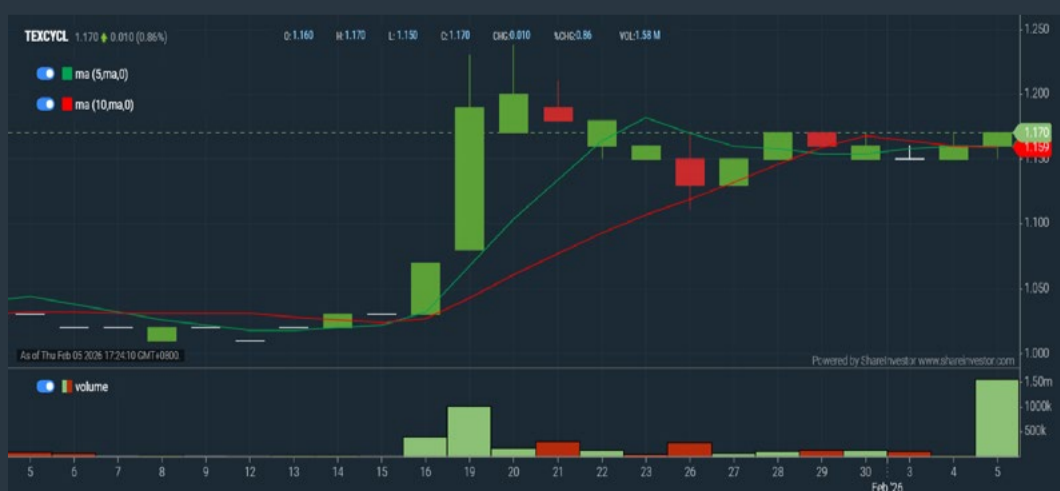 TEXCYCL 1.170 0.010 (0.86%) O:1.160 H:1.170 L:1.150 C:1.170 CHG:0.010 %CHG:0.86 VOL:1.58 M
ma (5,ma,0)
ma (10,ma,0)
1.250
1.200
1.170
1.159
1.150
1.100
1.050
1.000
As of Thu Feb 05 2026 17:24:10 GMT+0800.
Powered by ShareInvestor www.shareinvestor.com
volume
1.50m
1000k
500k
5 6 7 8 9 12 13 14 15 16 19 20 21 22 23 26 27 28 29 30 3 4 5
Feb '26